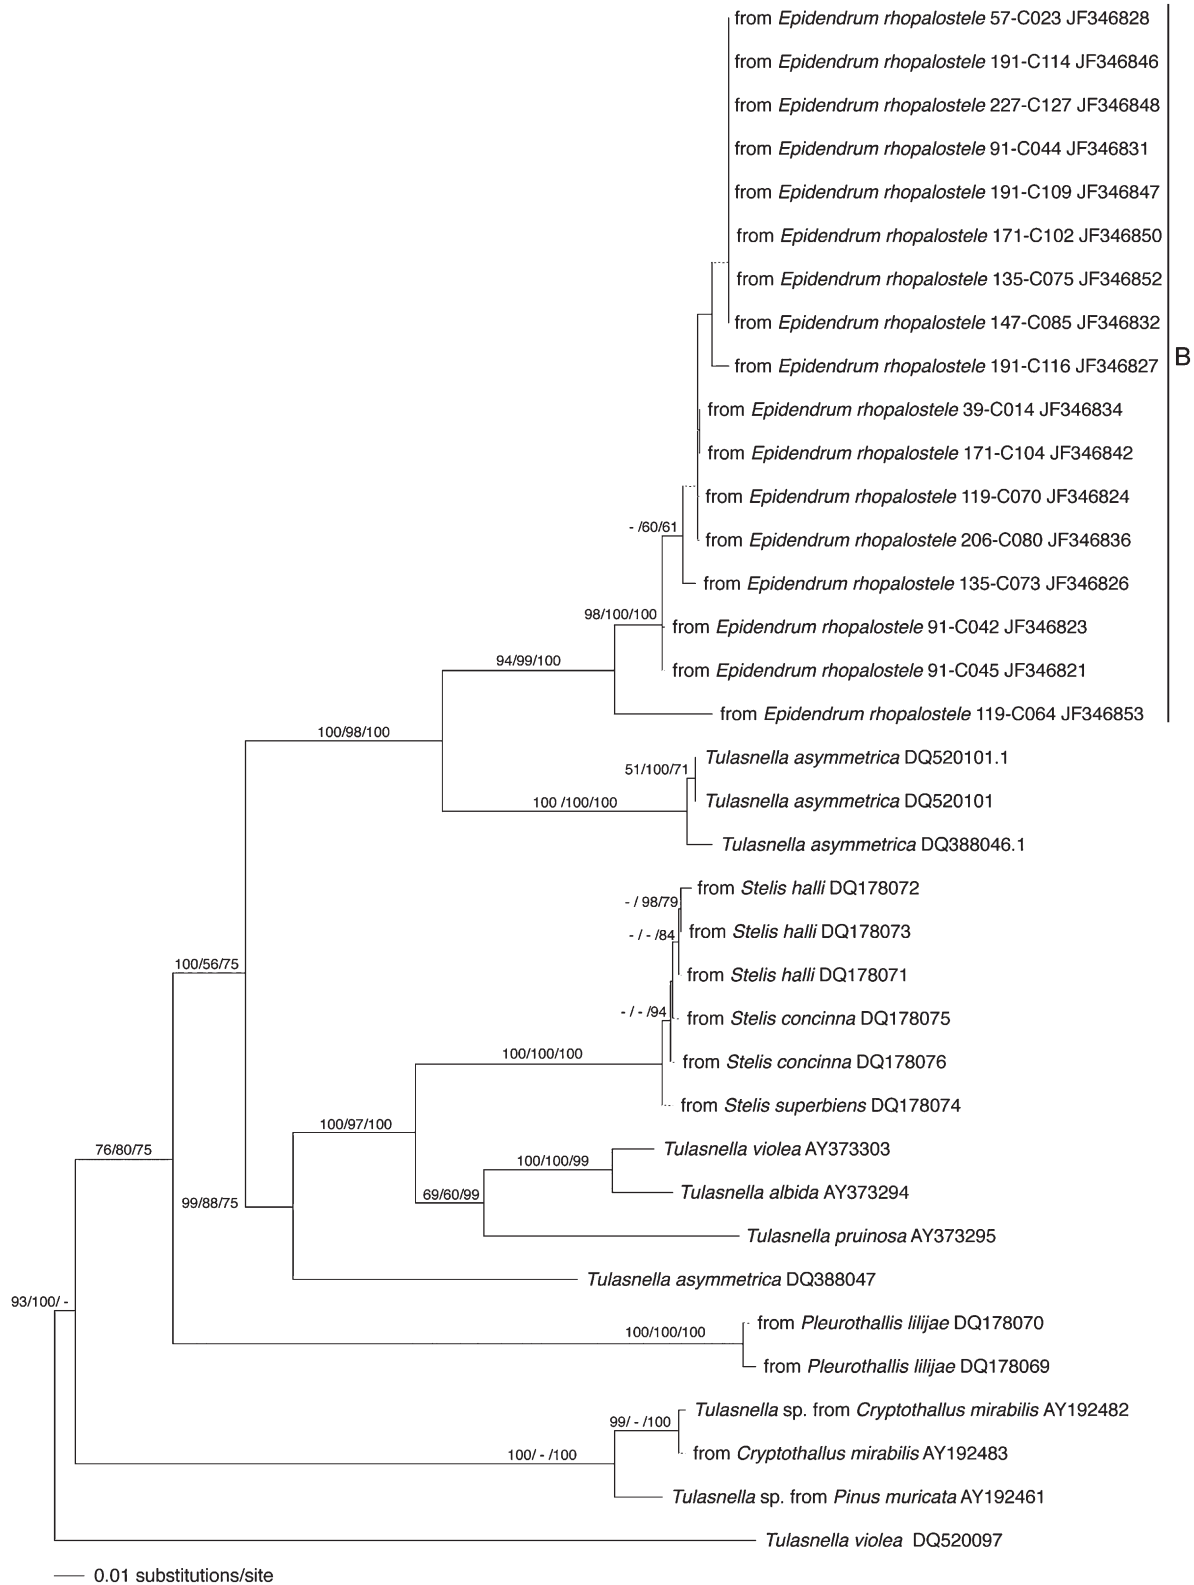 from Epidendrum rhopalostele 57-C023 JF346828
from Epidendrum rhopalostele 191-C114 JF346846
from Epidendrum rhopalostele 227-C127 JF346848
from Epidendrum rhopalostele 91-C044 JF346831
from Epidendrum rhopalostele 191-C109 JF346847
from Epidendrum rhopalostele 171-C102 JF346850
from Epidendrum rhopalostele 135-C075 JF346852
from Epidendrum rhopalostele 147-C085 JF346832
B
from Epidendrum rhopalostele 191-C116 JF346827
from Epidendrum rhopalostele 39-C014 JF346834
from Epidendrum rhopalostele 171-C104 JF346842
from Epidendrum rhopalostele 119-C070 JF346824
- /60/61
from Epidendrum rhopalostele 206-C080 JF346836
from Epidendrum rhopalostele 135-C073 JF346826
98/100/100
from Epidendrum rhopalostele 91-C042 JF346823
94/99/100
from Epidendrum rhopalostele 91-C045 JF346821
from Epidendrum rhopalostele 119-C064 JF346853
100/98/100
Tulasnella asymmetrica DQ520101.1
51/100/71
100 /100/100
Tulasnella asymmetrica DQ520101
Tulasnella asymmetrica DQ388046.1
from Stelis halli DQ178072
- / 98/79
from Stelis halli DQ178073
- / - /84
100/56/75
from Stelis halli DQ178071
- / - /94
from Stelis concinna DQ178075
100/100/100
from Stelis concinna DQ178076
from Stelis superbiens DQ178074
100/97/100
76/80/75
Tulasnella violea AY373303
100/100/99
69/60/99
Tulasnella albida AY373294
99/88/75
Tulasnella pruinosa AY373295
Tulasnella asymmetrica DQ388047
93/100/ -
from Pleurothallis lilijae DQ178070
100/100/100
from Pleurothallis lilijae DQ178069
Tulasnella sp. from Cryptothallus mirabilis AY192482
99/ - /100
from Cryptothallus mirabilis AY192483
100/ - /100
Tulasnella sp. from Pinus muricata AY192461
Tulasnella violea DQ520097
0.01 substitutions/site